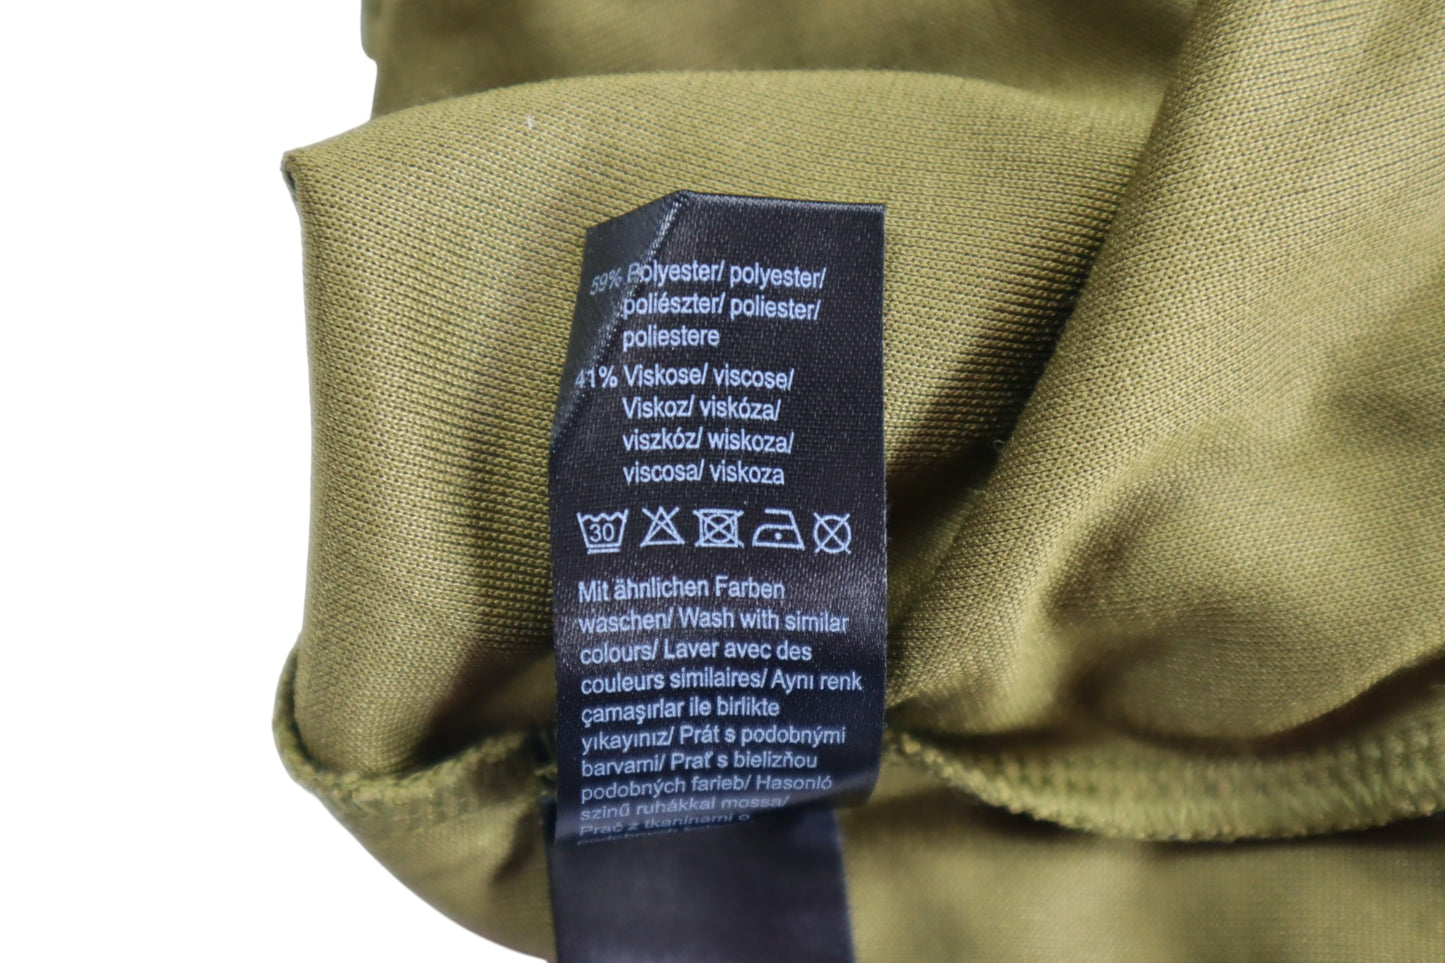 59% Polyester/ polyester/
poliészter/ poliester/
poliestere
41% Viskose/ viscose/
Viskoz/ viskóza/
viszkóz/ wiskoza/
viscosa/ viskoza
30
Mit ähnlichen Farben
waschen/ Wash with similar
colours/ Laver avec des
couleurs similaires/ Aynı renk
çamaşırlar ile birlikte
yıkayınız/ Prát s podobnými
barvami/ Prať s bielizňou
podobných farieb/ Hasonló
színű ruhákkal mossa/
Prać z tkaninami o